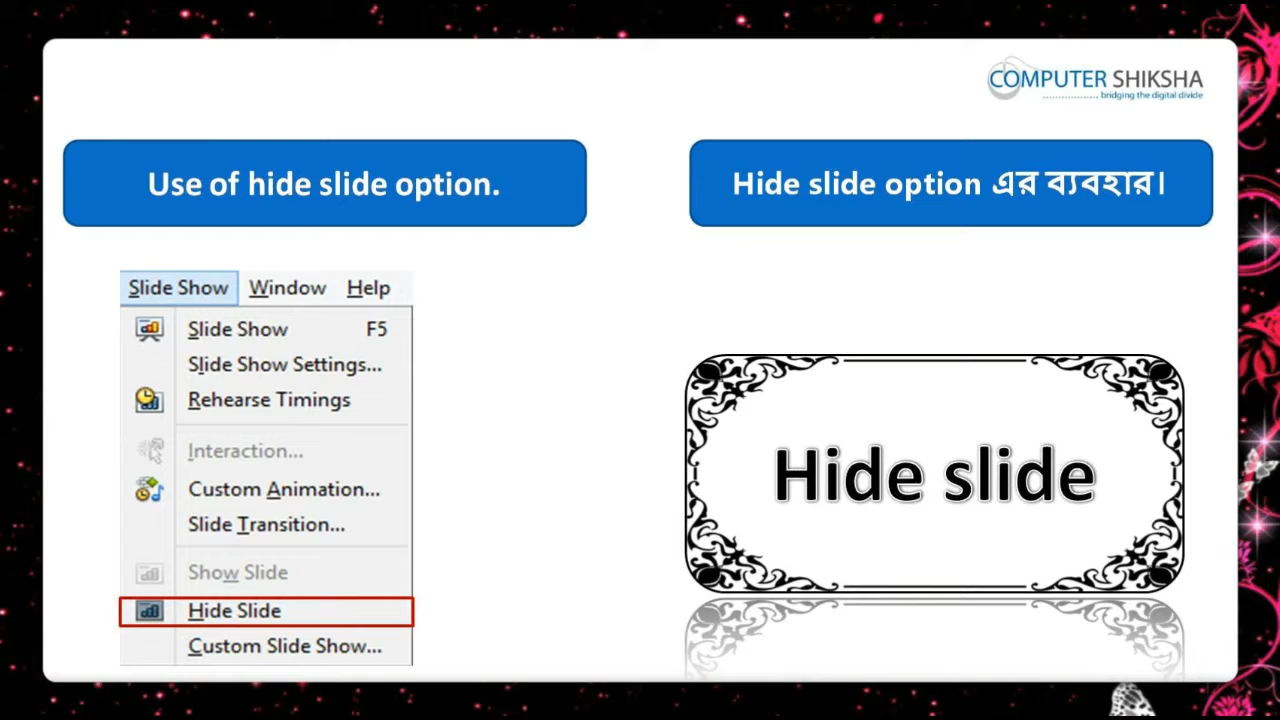 COMPUTER SHIKSHA
bridging the digital divide
Use of hide slide option.
Hide slide option এর ব্যবহার।
Slide Show Window Help
Slide Show F5
Slide Show Settings...
Rehearse Timings
Interaction...
Custom Animation...
Slide Transition...
Show Slide
Hide Slide
Custom Slide Show...
Hide slide